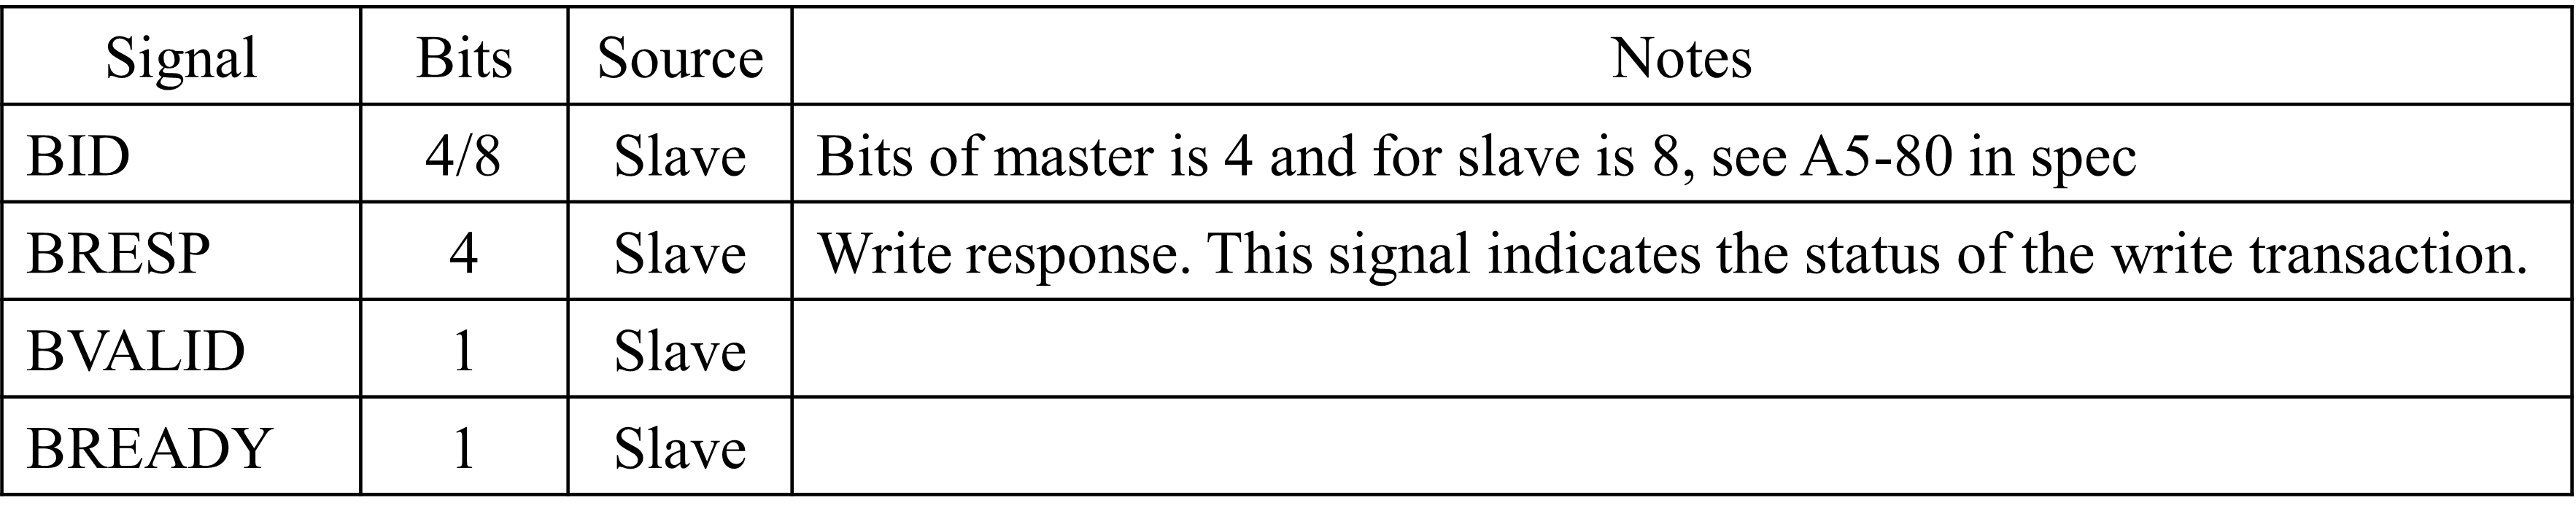 Signal Bits Source Notes
BID 4/8 Slave Bits of master is 4 and for slave is 8, see A5-80 in spec
BRESP 4 Slave Write response. This signal indicates the status of the write transaction.
BVALID 1 Slave
BREADY 1 Slave